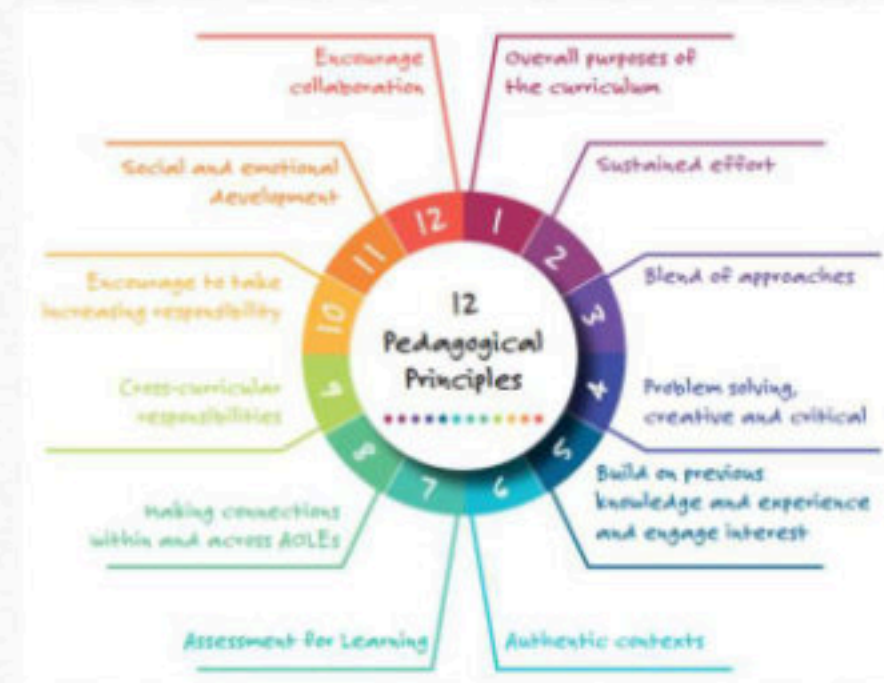 12
Pedagogical
Principles
1
Overall purposes of
the curriculum
2
Sustained effort
3
Blend of approaches
4
Problem solving,
creative and critical
5
Build on previous
knowledge and experience
and engage interest
6
Authentic contexts
7
Assessment for Learning
8
Making connections
within and across AOLEs
9
Cross-curricular
responsibilities
10
Encourage to take
increasing responsibility
11
Social and emotional
development
12
Encourage
collaboration